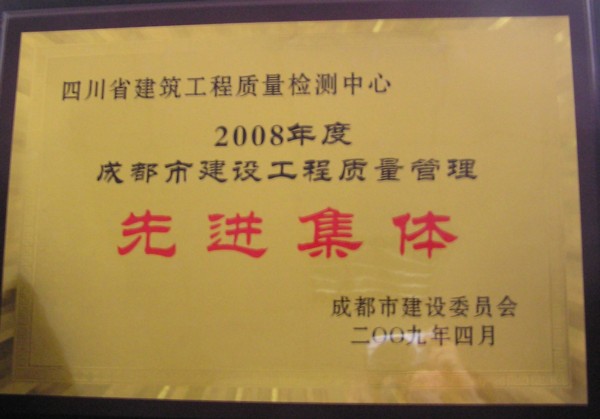 四川省建筑工程质量检测中心
2008年度
成都市建设工程质量管理
先进集体
成都市建设委员会
二〇〇九年四月